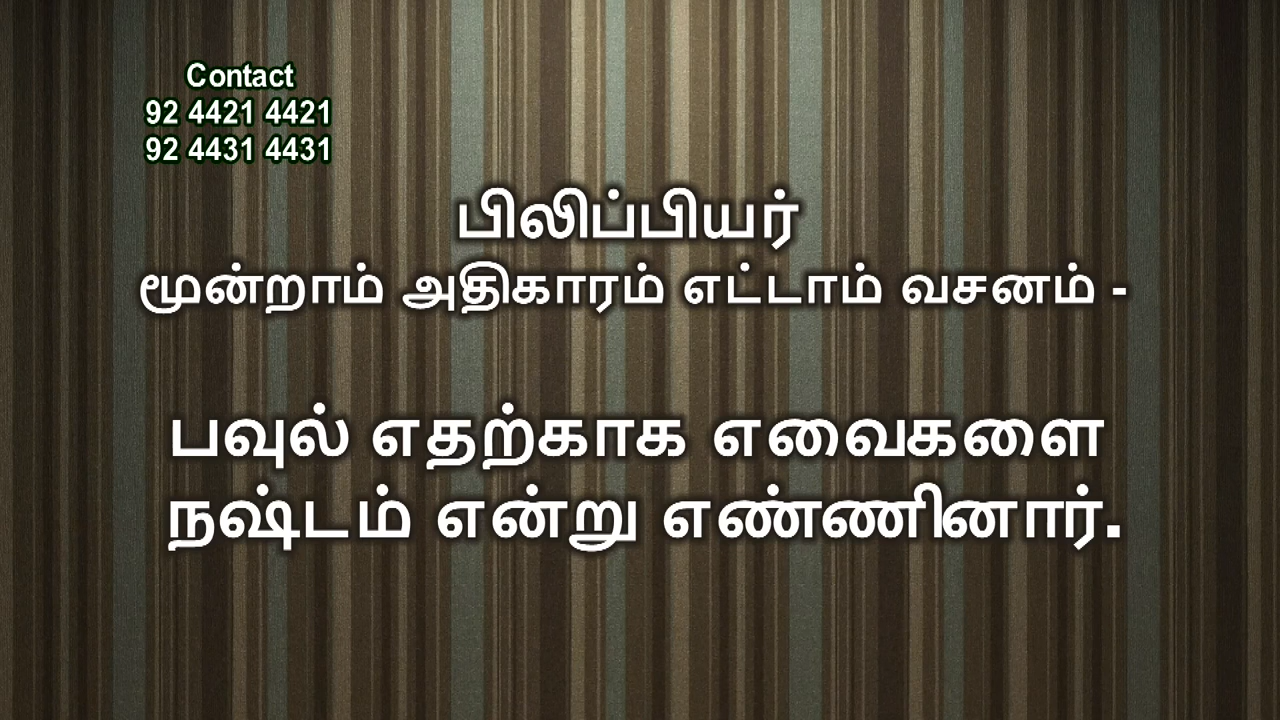 Contact
92 4421 4421
92 4431 4431
பிலிப்பியர்
மூன்றாம் அதிகாரம் எட்டாம் வசனம் -
பவுல் எதற்காக எவைகளை
நஷ்டம் என்று எண்ணினார்.